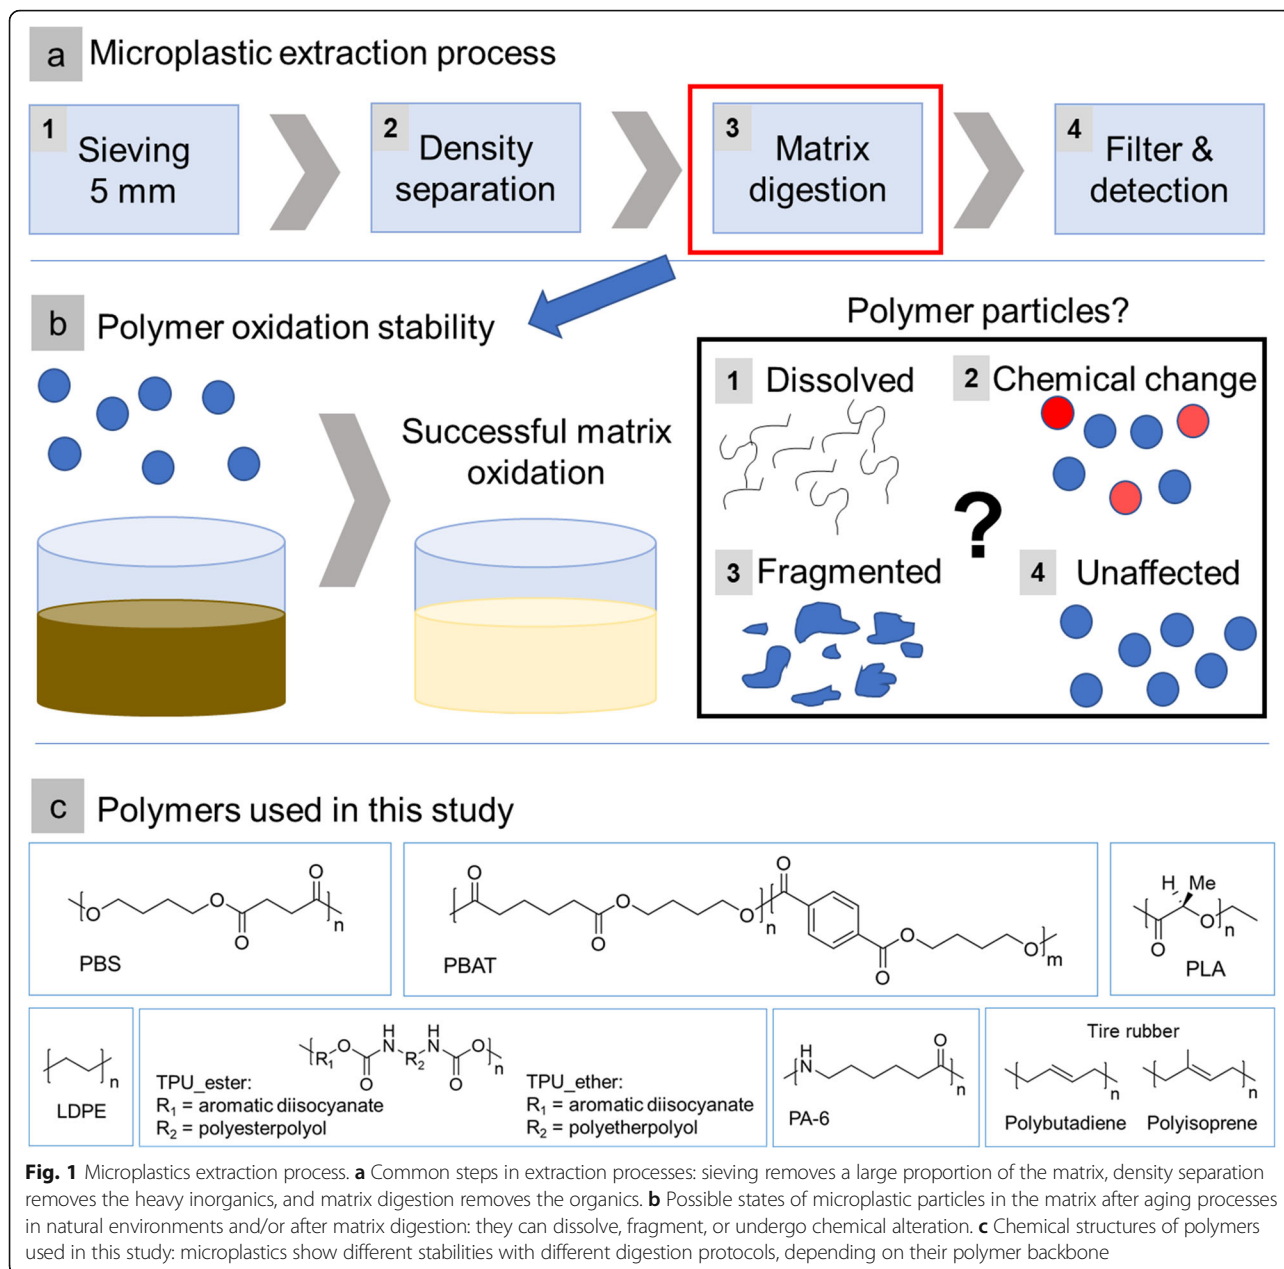 a Microplastic extraction process
1 Sieving
5 mm
2 Density
separation
3 Matrix
digestion
4 Filter &
detection
b Polymer oxidation stability
Successful matrix
oxidation
Polymer particles?
1 Dissolved
2 Chemical change
?
3 Fragmented
4 Unaffected
c Polymers used in this study
O O O O n
PBS
O O O O n O O O m
PBAT
H Me O O n
PLA
n
LDPE
R1 O O H N R2 H N O O n
TPU_ester:
R1 = aromatic diisocyanate
R2 = polyesterpolyol
TPU_ether:
R1 = aromatic diisocyanate
R2 = polyetherpolyol
H N O n
PA-6
Tire rubber
n n
Polybutadiene Polyisoprene
Fig. 1 Microplastics extraction process. a Common steps in extraction processes: sieving removes a large proportion of the matrix, density separation
removes the heavy inorganics, and matrix digestion removes the organics. b Possible states of microplastic particles in the matrix after aging processes
in natural environments and/or after matrix digestion: they can dissolve, fragment, or undergo chemical alteration. c Chemical structures of polymers
used in this study: microplastics show different stabilities with different digestion protocols, depending on their polymer backbone